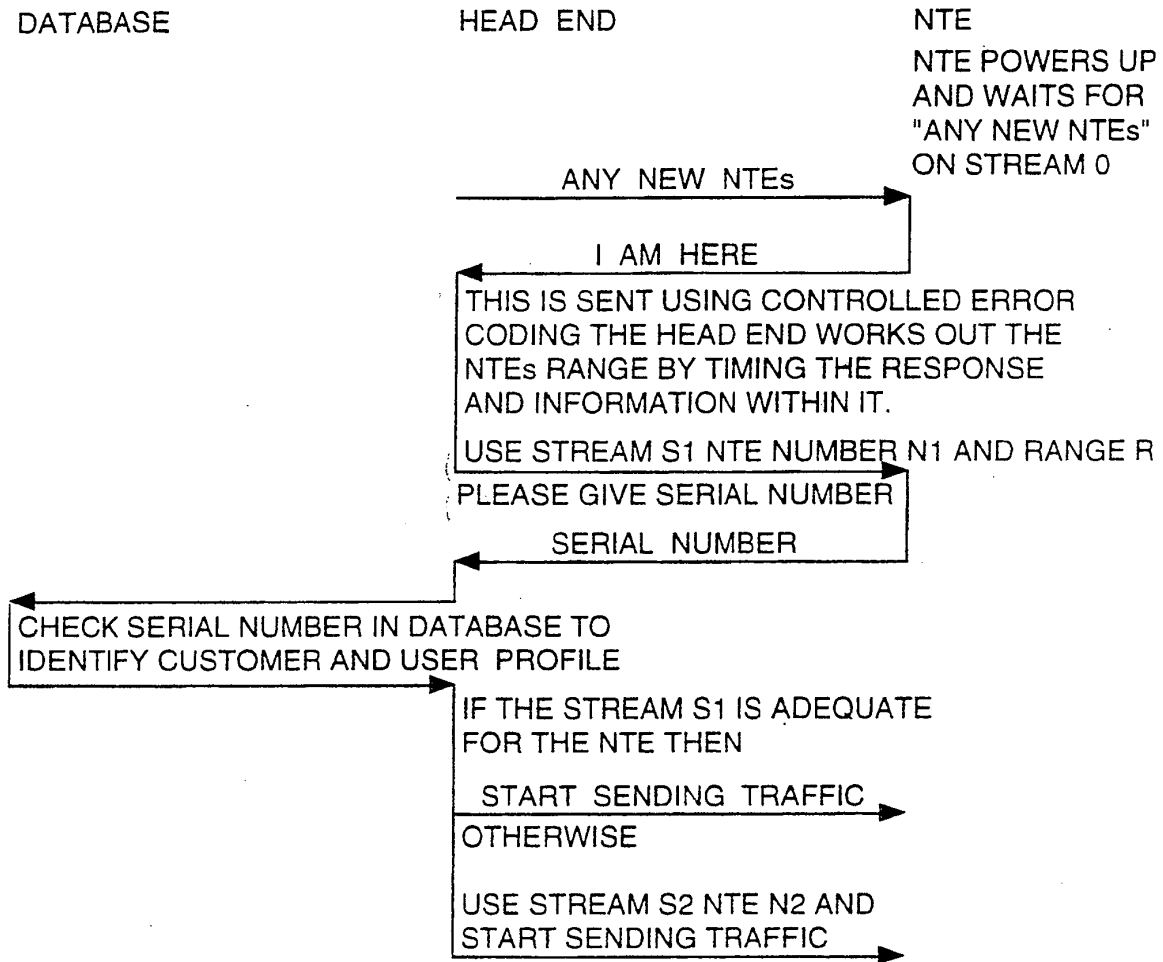 DATABASE
HEAD END
NTE
NTE POWERS UP
AND WAITS FOR
"ANY NEW NTEs"
ON STREAM 0
ANY NEW NTEs
I AM HERE
THIS IS SENT USING CONTROLLED ERROR
CODING THE HEAD END WORKS OUT THE
NTEs RANGE BY TIMING THE RESPONSE
AND INFORMATION WITHIN IT.
USE STREAM S1 NTE NUMBER N1 AND RANGE R
PLEASE GIVE SERIAL NUMBER
SERIAL NUMBER
CHECK SERIAL NUMBER IN DATABASE TO
IDENTIFY CUSTOMER AND USER PROFILE
IF THE STREAM S1 IS ADEQUATE
FOR THE NTE THEN
START SENDING TRAFFIC
OTHERWISE
USE STREAM S2 NTE N2 AND
START SENDING TRAFFIC